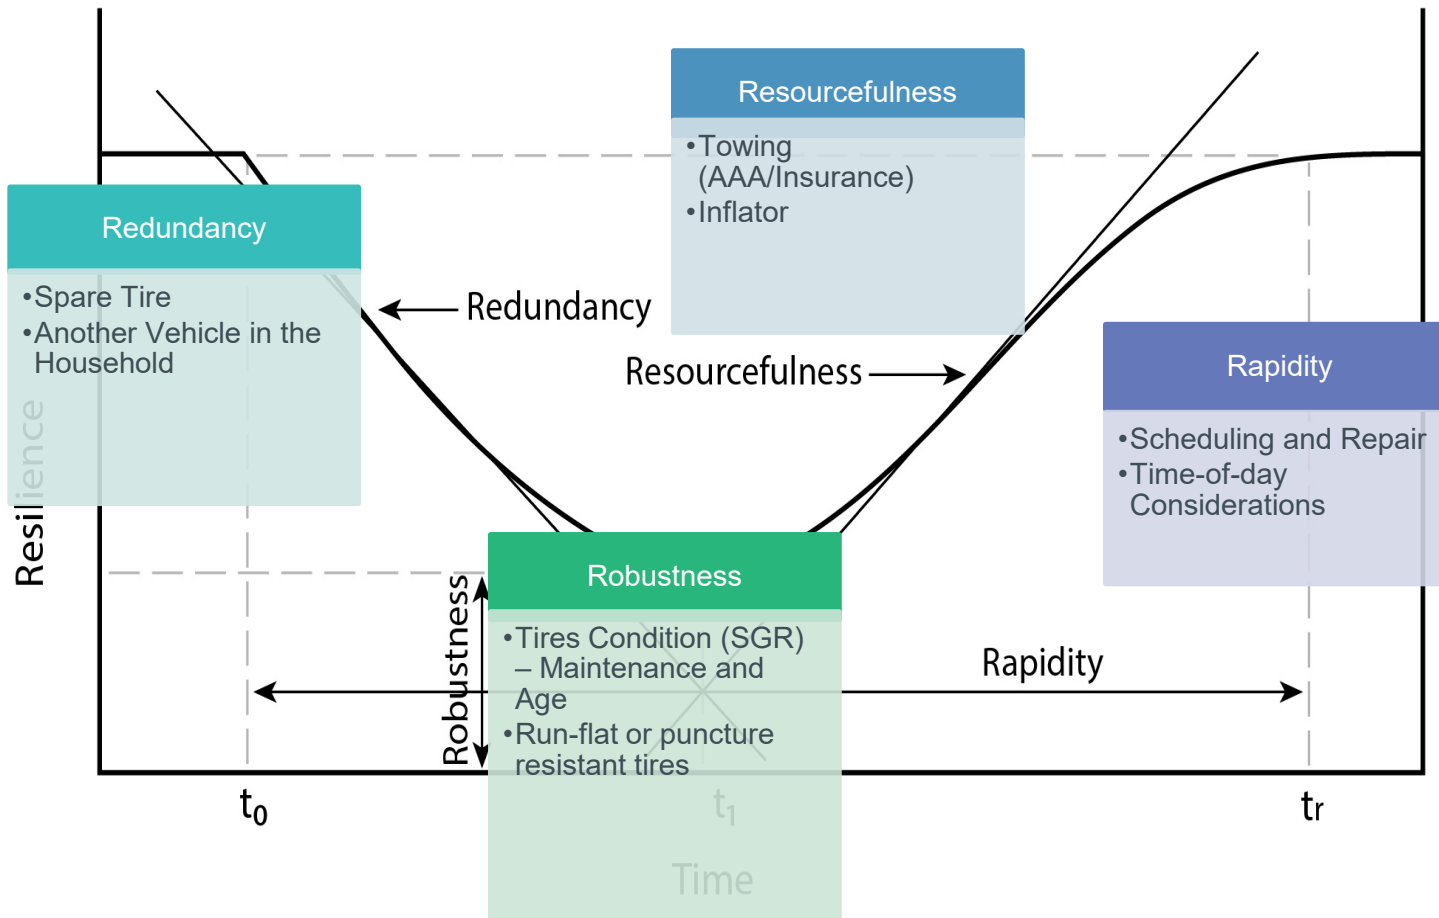 Resourcefulness
•Towing
(AAA/Insurance)
•Inflator
Redundancy
•Spare Tire
•Another Vehicle in the
Household
Redundancy
Resourcefulness
Rapidity
•Scheduling and Repair
•Time-of-day
Considerations
Resilience
Robustness
Robustness
•Tires Condition (SGR)
– Maintenance and
Age
•Run-flat or puncture
resistant tires
Rapidity
t0
t1
tr
Time